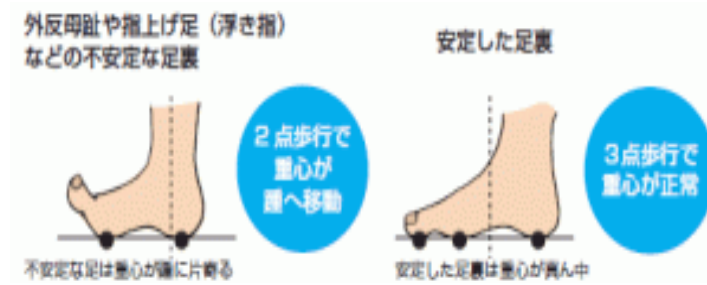 外反母趾や指上げ足（浮き指）
などの不安定な足裏
2点歩行で
重心が
踵へ移動
不安定な足は重心が踵に片寄る
安定した足裏
3点歩行で
重心が正常
安定した足裏は重心が真ん中